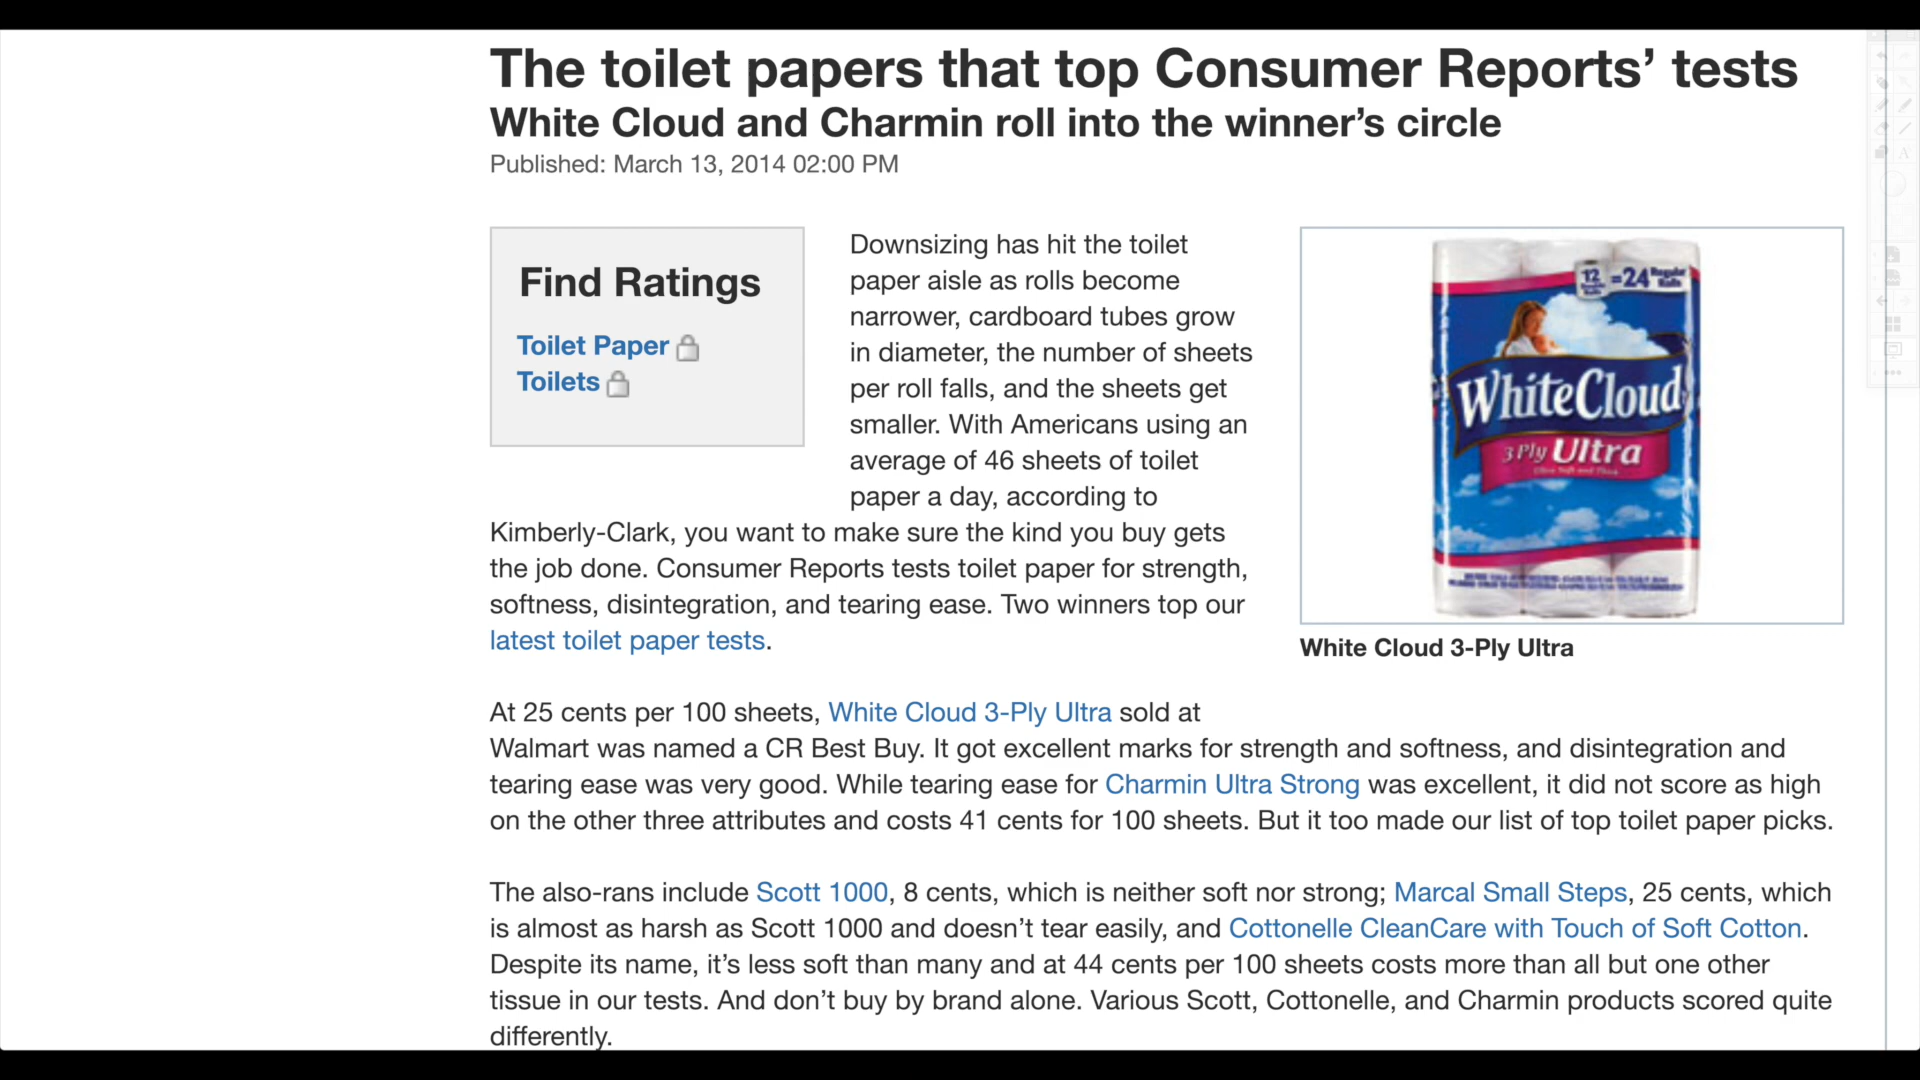 The toilet papers that top Consumer Reports’ tests
White Cloud and Charmin roll into the winner’s circle
Published: March 13, 2014 02:00 PM
Find Ratings
Toilet Paper
Toilets
Downsizing has hit the toilet
paper aisle as rolls become
narrower, cardboard tubes grow
in diameter, the number of sheets
per roll falls, and the sheets get
smaller. With Americans using an
average of 46 sheets of toilet
paper a day, according to
Kimberly-Clark, you want to make sure the kind you buy gets
the job done. Consumer Reports tests toilet paper for strength,
softness, disintegration, and tearing ease. Two winners top our
latest toilet paper tests.
12 =24 Regular
Rolls
WhiteCloud
3 Ply Ultra
White Cloud 3-Ply Ultra
At 25 cents per 100 sheets, White Cloud 3-Ply Ultra sold at
Walmart was named a CR Best Buy. It got excellent marks for strength and softness, and disintegration and
tearing ease was very good. While tearing ease for Charmin Ultra Strong was excellent, it did not score as high
on the other three attributes and costs 41 cents for 100 sheets. But it too made our list of top toilet paper picks.
The also-rans include Scott 1000, 8 cents, which is neither soft nor strong; Marcal Small Steps, 25 cents, which
is almost as harsh as Scott 1000 and doesn’t tear easily, and Cottonelle CleanCare with Touch of Soft Cotton.
Despite its name, it’s less soft than many and at 44 cents per 100 sheets costs more than all but one other
tissue in our tests. And don’t buy by brand alone. Various Scott, Cottonelle, and Charmin products scored quite
differently.